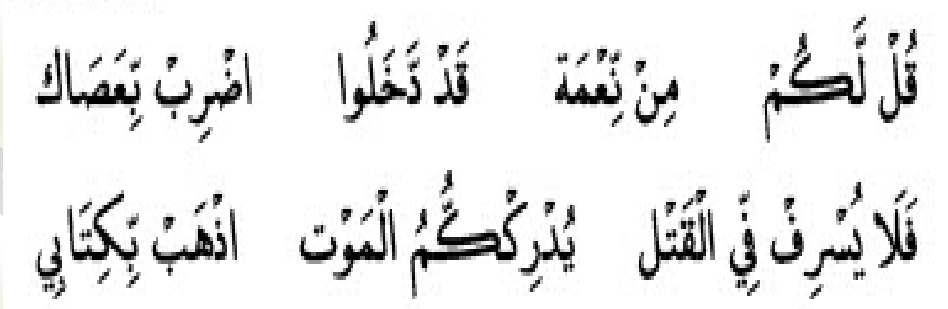 قُلْ لَّكُمْ مِنْ نِّعْمَة قَدْ دَّخَلُوا اضْرِبْ بِّعَصَاكَ
فَلَا يُسْرِفْ فِّي الْقَتْل يُدْرِكْكُّمُ الْمَوْت اذْهَبْ بِّكِتَابِي